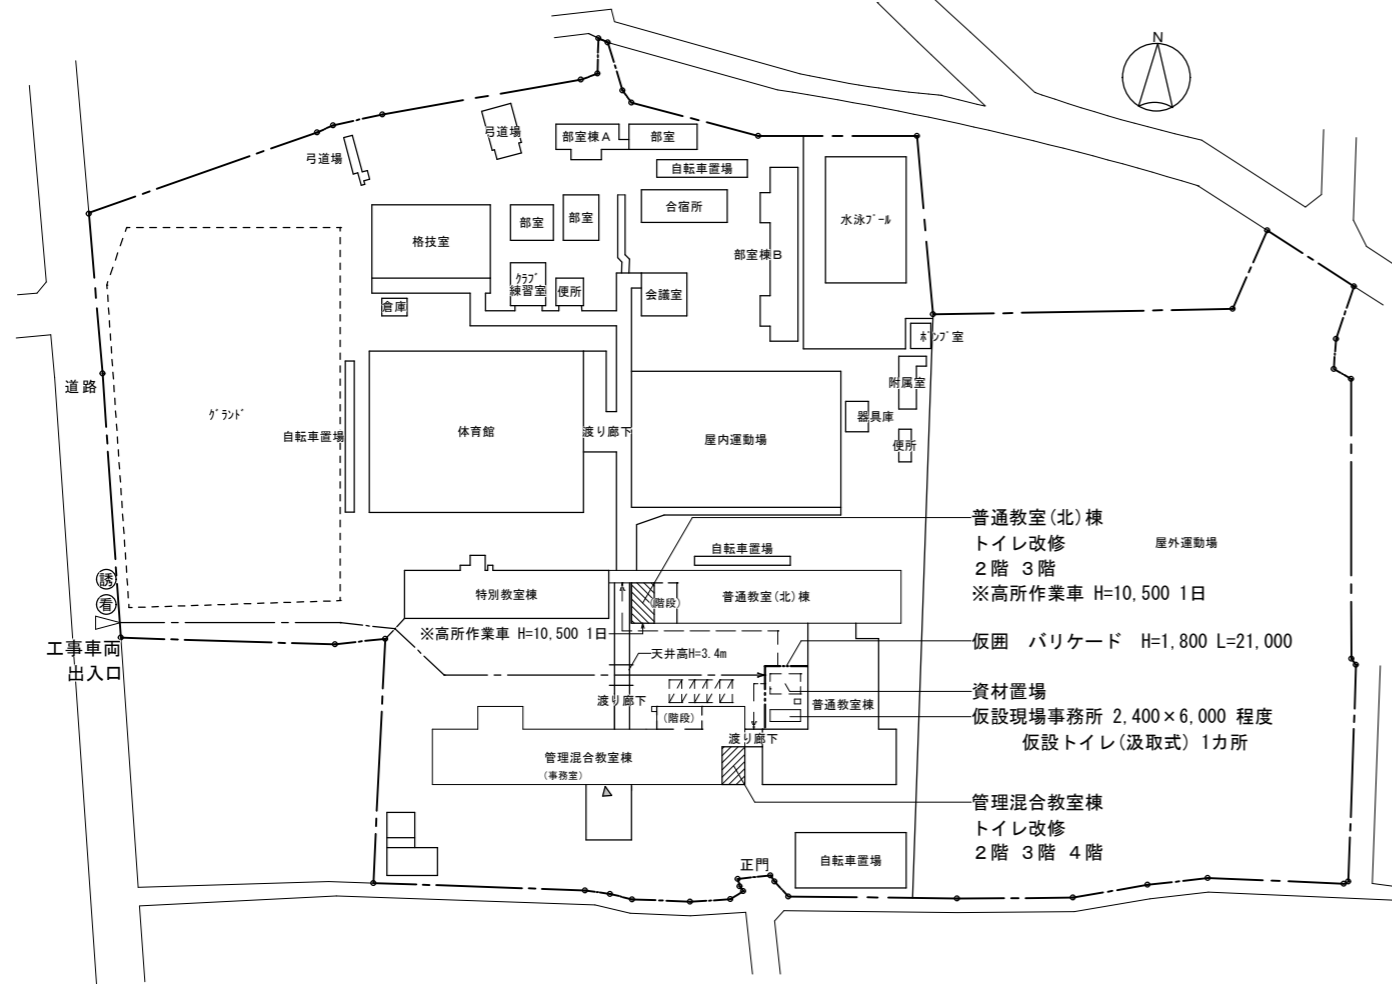 N
弓道場
部室棟A
部室
弓道場
自転車置場
部室
部室
合宿所
水泳プール
格技室
部室棟B
クラブ
練習室
便所
会議室
倉庫
ポンプ室
道路
附属室
グランド
自転車置場
体育館
渡り廊下
屋内運動場
器具庫
便所
普通教室(北)棟
トイレ改修
2階 3階
※高所作業車 H=10,500 1日
屋外運動場
自転車置場
誘
看
特別教室棟
(階段)
普通教室(北)棟
※高所作業車 H=10,500 1日
工事車両
出入口
天井高H=3.4m
仮囲 バリケード H=1,800 L=21,000
資材置場
渡り廊下
(階段)
普通教室棟
仮設現場事務所 2,400×6,000 程度
仮設トイレ(汲取式) 1カ所
渡り廊下
管理混合教室棟
(事務室)
管理混合教室棟
トイレ改修
2階 3階 4階
正門
自転車置場